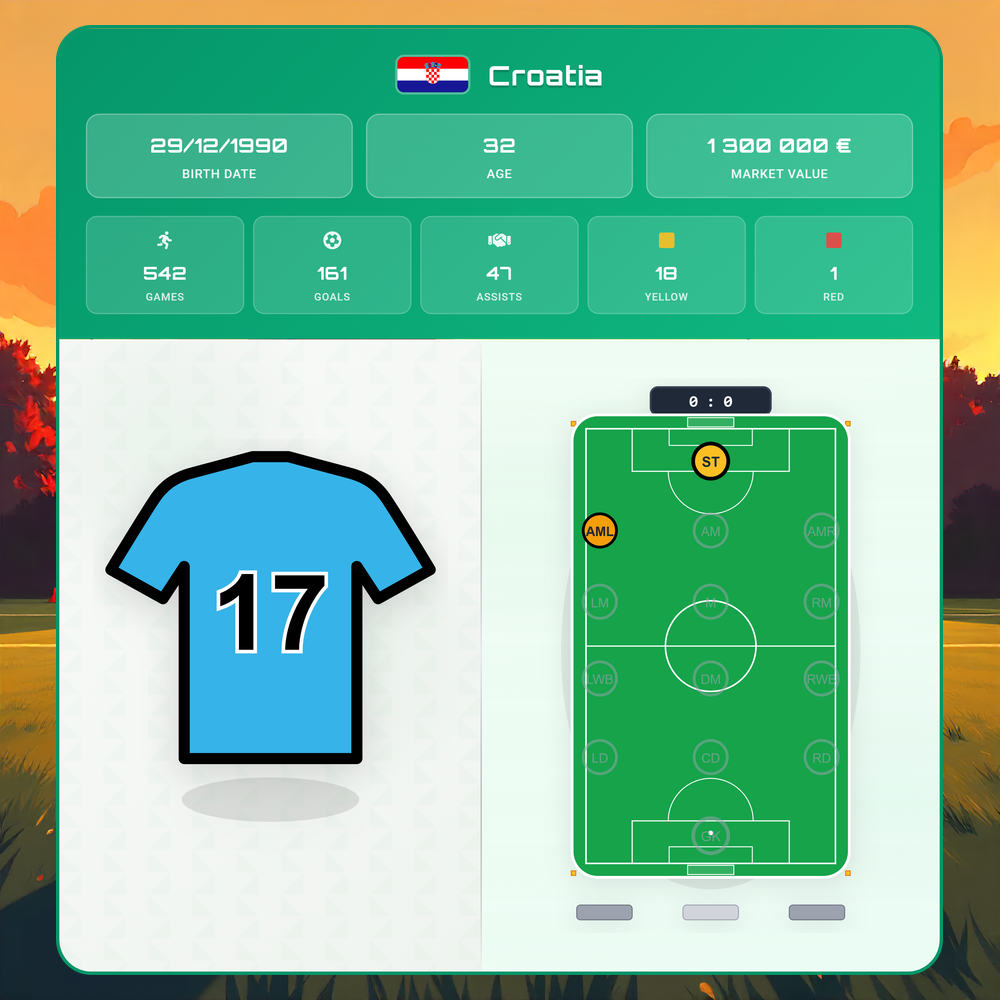 Croatia
29/12/1990
BIRTH DATE
32
AGE
1 300 000 €
MARKET VALUE
542
GAMES
161
GOALS
47
ASSISTS
18
YELLOW
1
RED
17
0 : 0
ST
AML
AM
AMR
LM
M
RM
LWB
DM
RWB
LD
CD
RD
GK